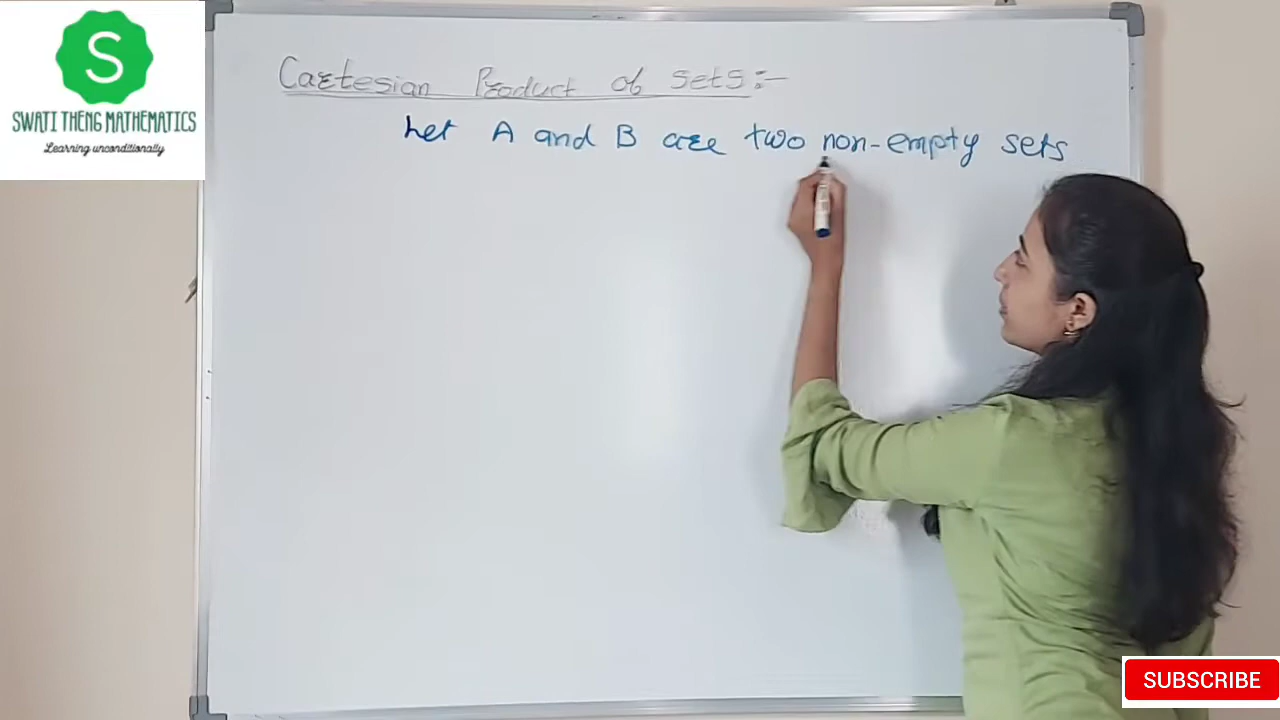 S
SWATI THENG MATHEMATICS
Learning unconditionally
Cartesian Product of sets :-
Let A and B are two non-empty sets
SUBSCRIBE